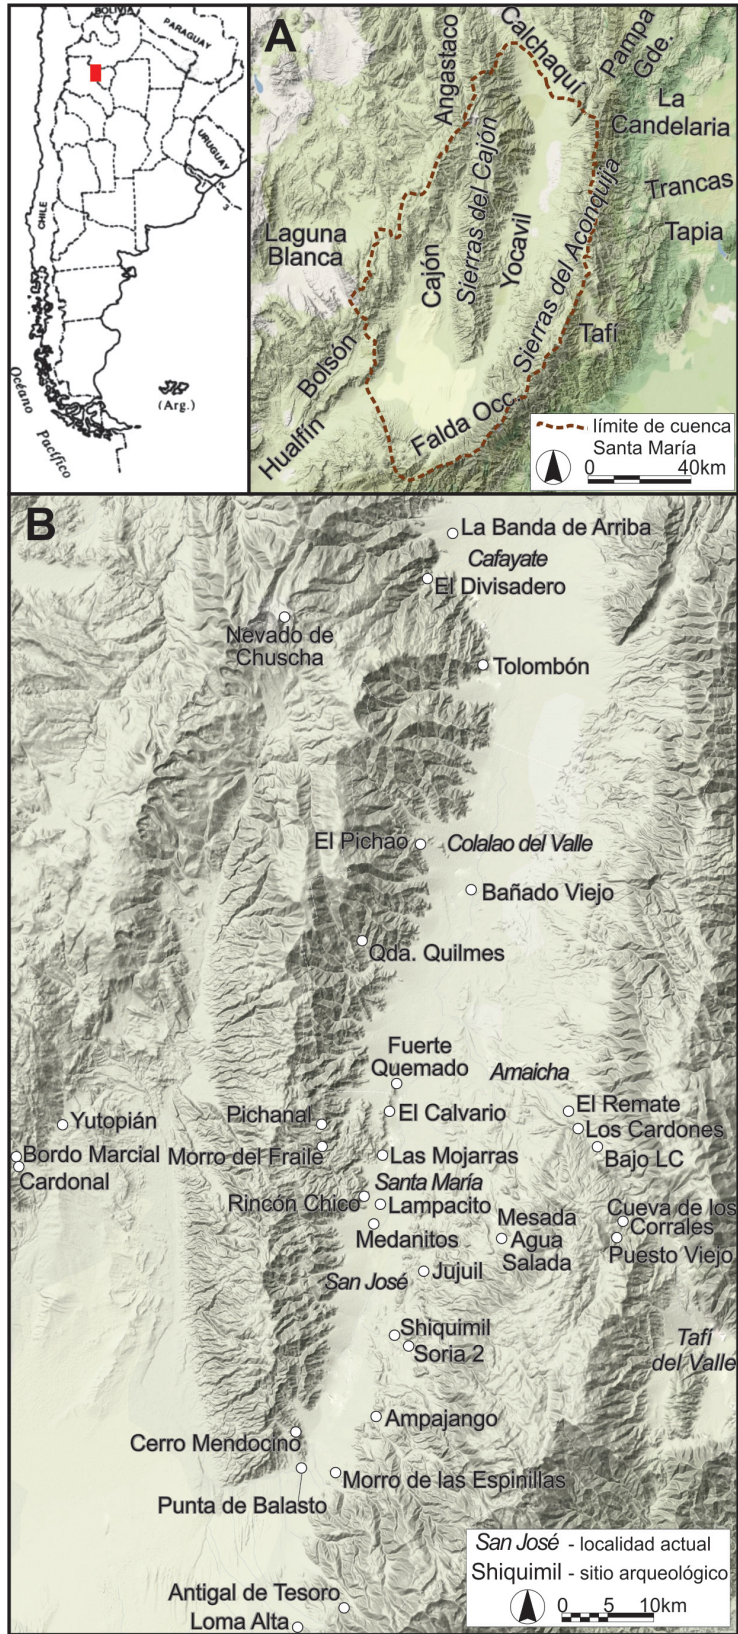 BOLIVIA
PARAGUAY
URUGUAY
CHILE
Océano
Pacífico
(Arg.)
A
Angastaco
Calchaquí
Pampa
Gde.
La
Candelaria
Trancas
Tapia
Laguna
Blanca
Cajón
Sierras del Cajón
Yocavil
Sierras del Aconquija
Tafí
Bolsón
Hualfín
Falda Occ.
límite de cuenca
Santa María
0 40km
B
La Banda de Arriba
Cafayate
El Divisadero
Nevado de
Chuscha
Tolombón
El Pichao
Colalao del Valle
Bañado Viejo
Qda. Quilmes
Fuerte
Quemado
Amaicha
El Remate
Yutopián
Pichanal
El Calvario
Los Cardones
Bordo Marcial
Morro del Fraile
Las Mojarras
Bajo LC
Cardonal
Santa María
Rincón Chico
Lampacito
Mesada
Agua
Salada
Cueva de los
Corrales
Medanitos
Puesto Viejo
San José
Jujuil
Shiquimil
Soria 2
Tafí
del Valle
Ampajango
Cerro Mendocino
Morro de las Espinillas
Punta de Balasto
San José - localidad actual
Shiquimil - sitio arqueológico
0 5 10km
Antigal de Tesoro
Loma Alta